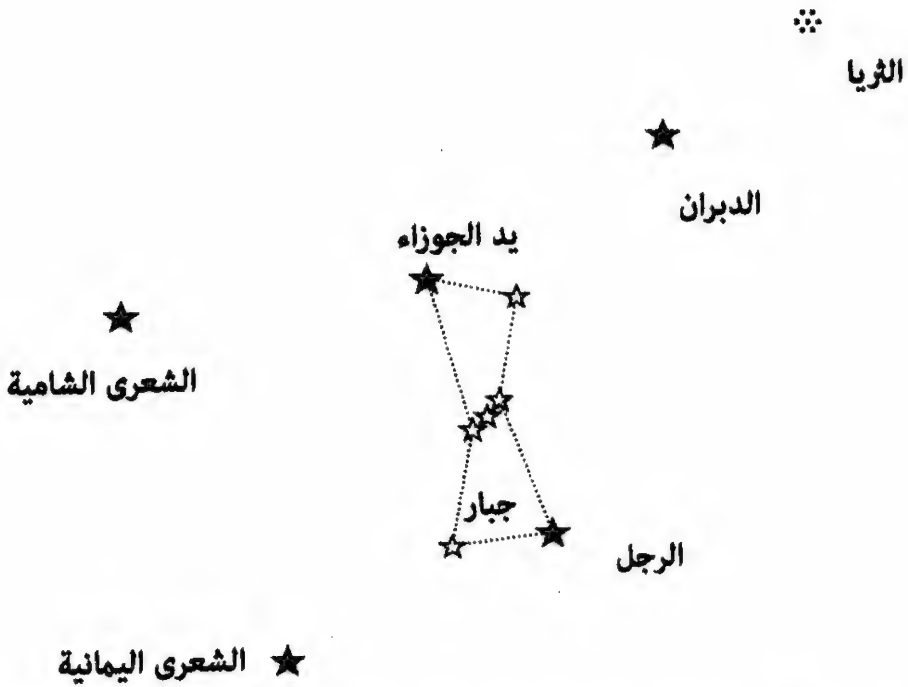 الثريا
الدبران
يد الجوزاء
الشعرى الشامية
جبار
الرجل
الشعرى اليمانية